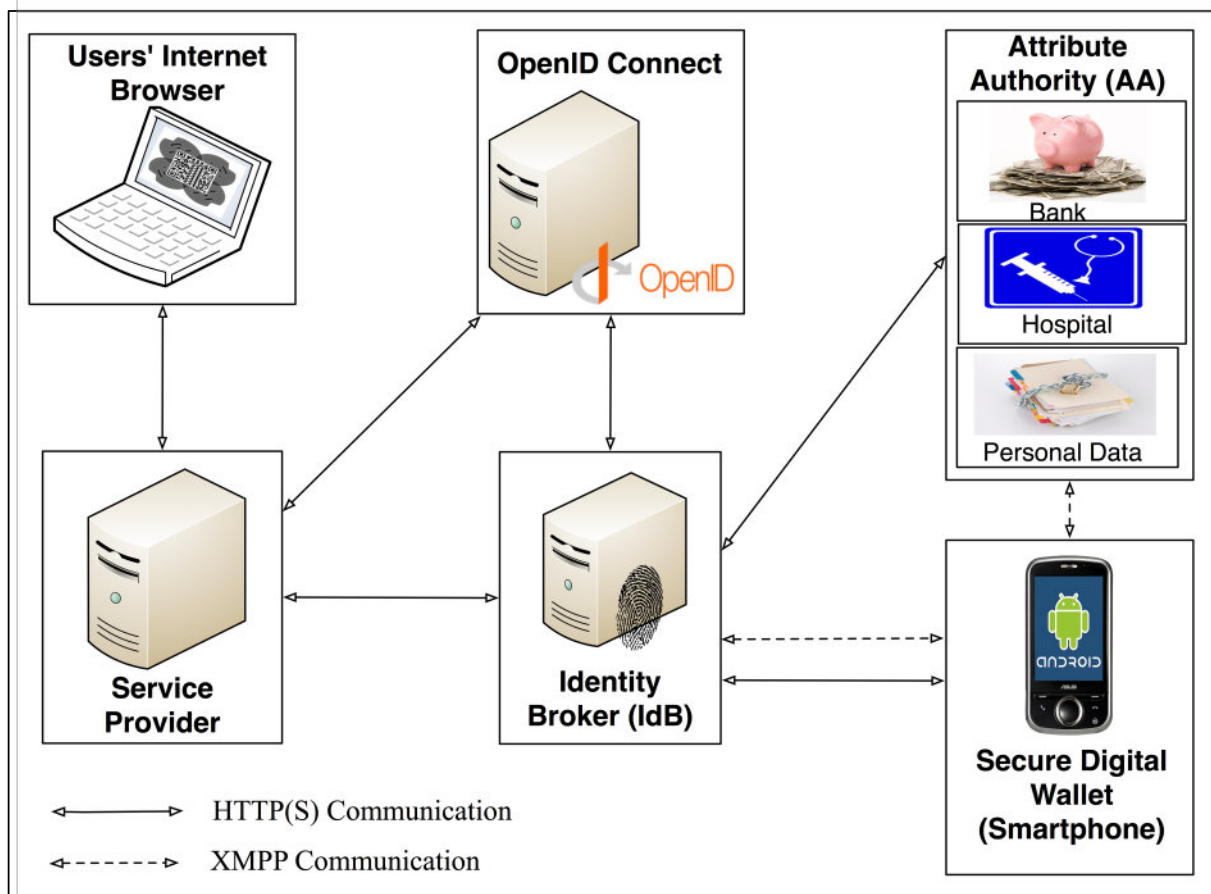 Users' Internet
Browser
OpenID Connect
OpenID
Attribute
Authority (AA)
Bank
Hospital
Personal Data
Service
Provider
Identity
Broker (IdB)
ANDROID
ASUS
Secure Digital
Wallet
(Smartphone)
HTTP(S) Communication
XMPP Communication